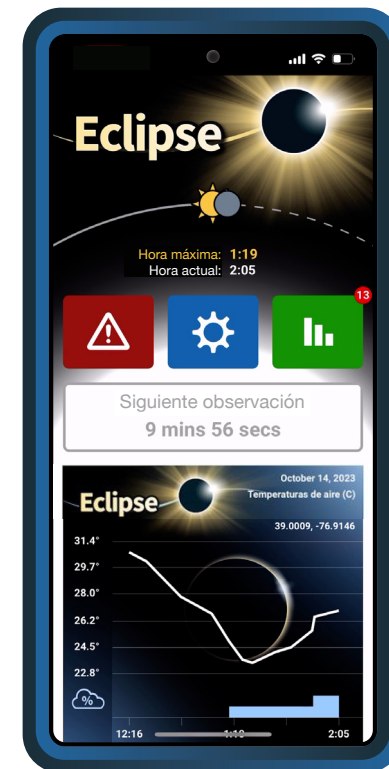 Eclipse
Hora máxima: 1:19
Hora actual: 2:05
13
Siguiente observación
9 mins 56 secs
October 14, 2023
Eclipse
Temperaturas de aire (C)
39.0009, -76.9146
31.4°
29.7°
28.0°
26.2°
24.5°
22.8°
%
12:16 1:19 2:05